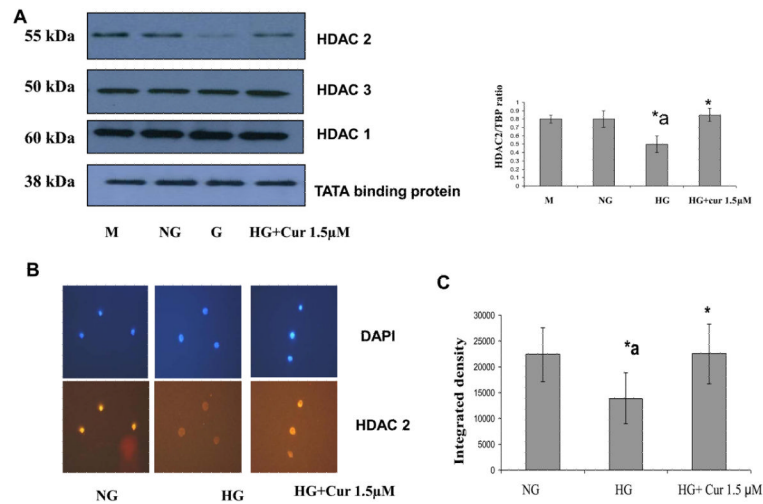 A
55 kDa
HDAC 2
50 kDa
HDAC 3
60 kDa
HDAC 1
38 kDa
TATA binding protein
M NG G HG+Cur 1.5µM
HDAC2/TBP ratio
1
0.9
0.8
0.7
0.6
0.5
0.4
0.3
0.2
0.1
0
*a
*
M NG HG HG+cur 1.5µM
B
DAPI
HDAC 2
NG HG HG+Cur 1.5µM
C
Integrated density
30000
25000
20000
15000
10000
5000
0
*a
*
NG HG HG+ Cur 1.5 µM